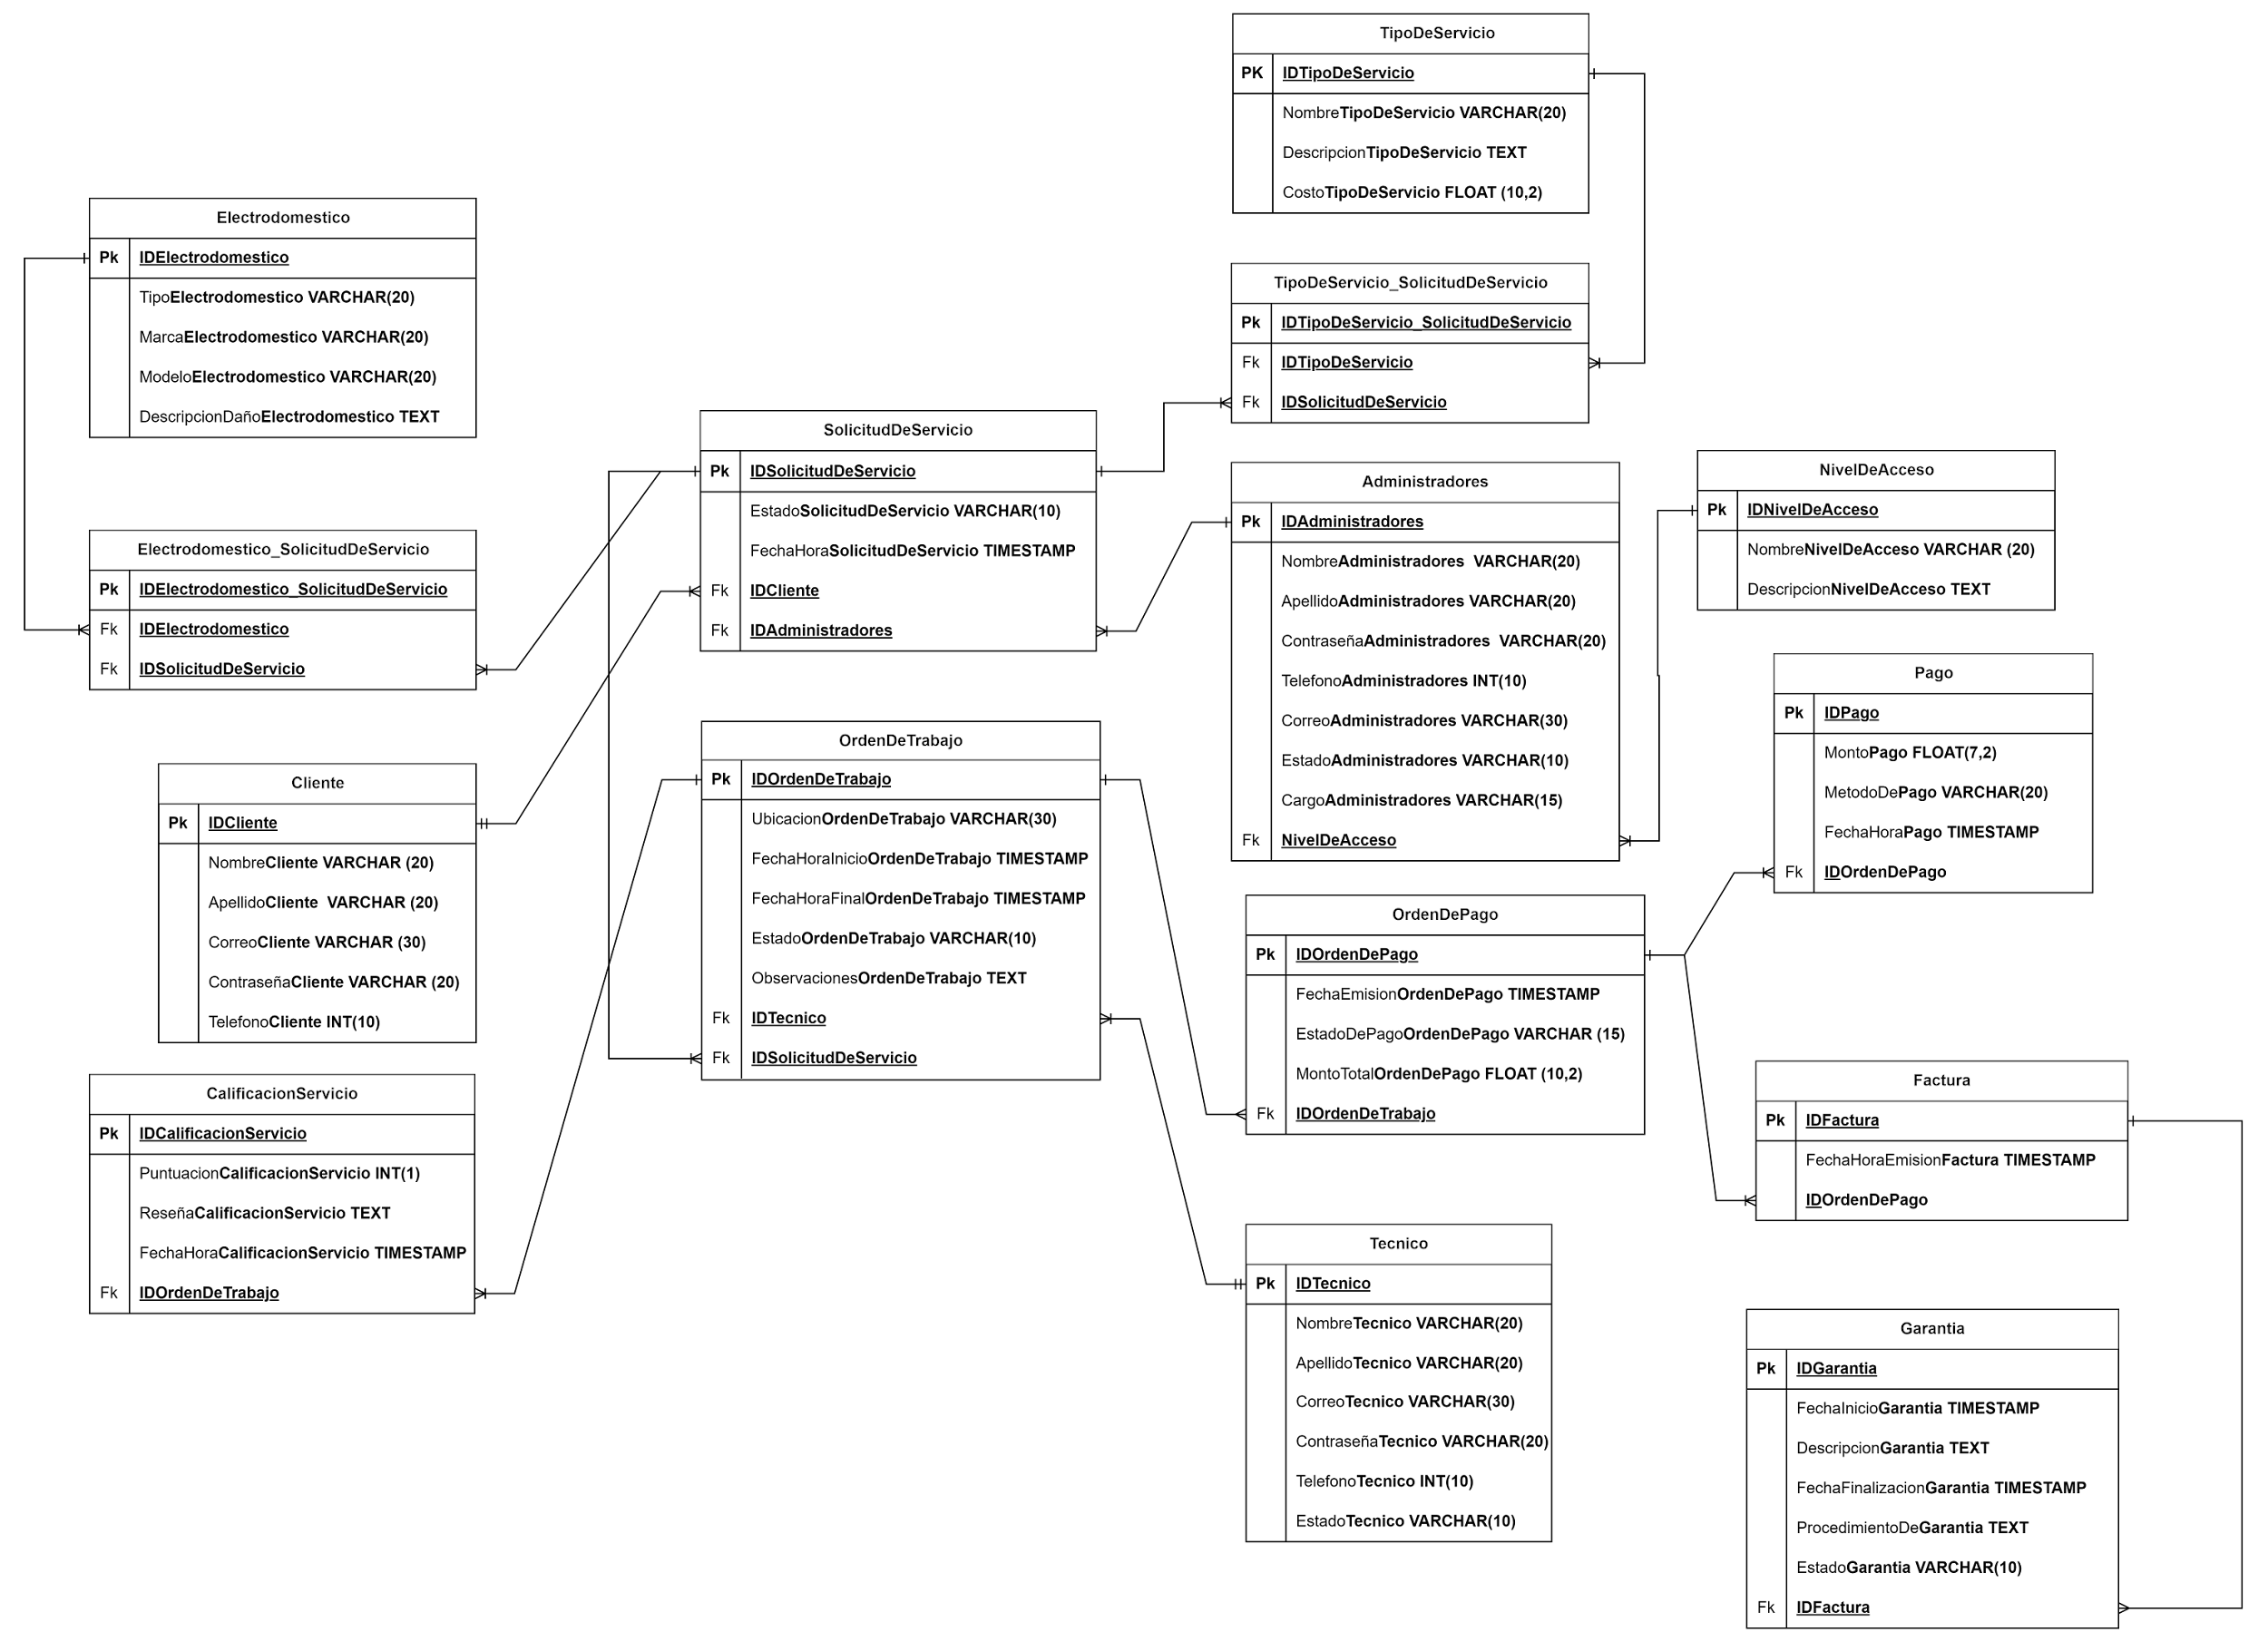 TipoDeServicio
PK IDTipoDeServicio
NombreTipoDeServicio VARCHAR(20)
DescripcionTipoDeServicio TEXT
CostoTipoDeServicio FLOAT (10,2)
Electrodomestico
Pk IDElectrodomestico
TipoElectrodomestico VARCHAR(20)
MarcaElectrodomestico VARCHAR(20)
ModeloElectrodomestico VARCHAR(20)
DescripcionDañoElectrodomestico TEXT
TipoDeServicio_SolicitudDeServicio
Pk IDTipoDeServicio_SolicitudDeServicio
Fk IDTipoDeServicio
Fk IDSolicitudDeServicio
SolicitudDeServicio
Pk IDSolicitudDeServicio
EstadoSolicitudDeServicio VARCHAR(10)
FechaHoraSolicitudDeServicio TIMESTAMP
Fk IDCliente
Fk IDAdministradores
Administradores
Pk IDAdministradores
NombreAdministradores  VARCHAR(20)
ApellidoAdministradores VARCHAR(20)
ContraseñaAdministradores  VARCHAR(20)
TelefonoAdministradores INT(10)
CorreoAdministradores VARCHAR(30)
EstadoAdministradores VARCHAR(10)
CargoAdministradores VARCHAR(15)
Fk NivelDeAcceso
NivelDeAcceso
Pk IDNivelDeAcceso
NombreNivelDeAcceso VARCHAR (20)
DescripcionNivelDeAcceso TEXT
Electrodomestico_SolicitudDeServicio
Pk IDElectrodomestico_SolicitudDeServicio
Fk IDElectrodomestico
Fk IDSolicitudDeServicio
Pago
Pk IDPago
MontoPago FLOAT(7,2)
MetodoDePago VARCHAR(20)
FechaHoraPago TIMESTAMP
Fk IDOrdenDePago
OrdenDeTrabajo
Pk IDOrdenDeTrabajo
UbicacionOrdenDeTrabajo VARCHAR(30)
FechaHoraInicioOrdenDeTrabajo TIMESTAMP
FechaHoraFinalOrdenDeTrabajo TIMESTAMP
EstadoOrdenDeTrabajo VARCHAR(10)
ObservacionesOrdenDeTrabajo TEXT
Fk IDTecnico
Fk IDSolicitudDeServicio
Cliente
Pk IDCliente
NombreCliente VARCHAR (20)
ApellidoCliente  VARCHAR (20)
CorreoCliente VARCHAR (30)
ContraseñaCliente VARCHAR (20)
TelefonoCliente INT(10)
OrdenDePago
Pk IDOrdenDePago
FechaEmisionOrdenDePago TIMESTAMP
EstadoDePagoOrdenDePago VARCHAR (15)
MontoTotalOrdenDePago FLOAT (10,2)
Fk IDOrdenDeTrabajo
Factura
Pk IDFactura
FechaHoraEmisionFactura TIMESTAMP
IDOrdenDePago
CalificacionServicio
Pk IDCalificacionServicio
PuntuacionCalificacionServicio INT(1)
ReseñaCalificacionServicio TEXT
FechaHoraCalificacionServicio TIMESTAMP
Fk IDOrdenDeTrabajo
Tecnico
Pk IDTecnico
NombreTecnico VARCHAR(20)
ApellidoTecnico VARCHAR(20)
CorreoTecnico VARCHAR(30)
ContraseñaTecnico VARCHAR(20)
TelefonoTecnico INT(10)
EstadoTecnico VARCHAR(10)
Garantia
Pk IDGarantia
FechaInicioGarantia TIMESTAMP
DescripcionGarantia TEXT
FechaFinalizacionGarantia TIMESTAMP
ProcedimientoDeGarantia TEXT
EstadoGarantia VARCHAR(10)
Fk IDFactura